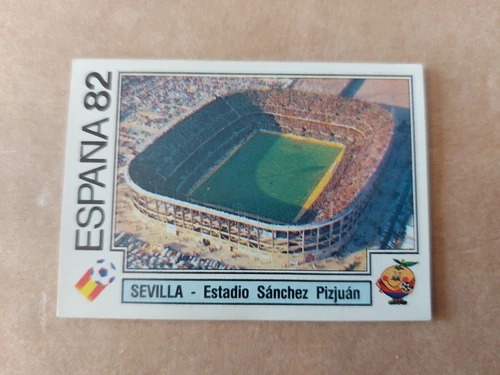 ESPAÑA 82
SEVILLA - Estadio Sánchez Pizjuán